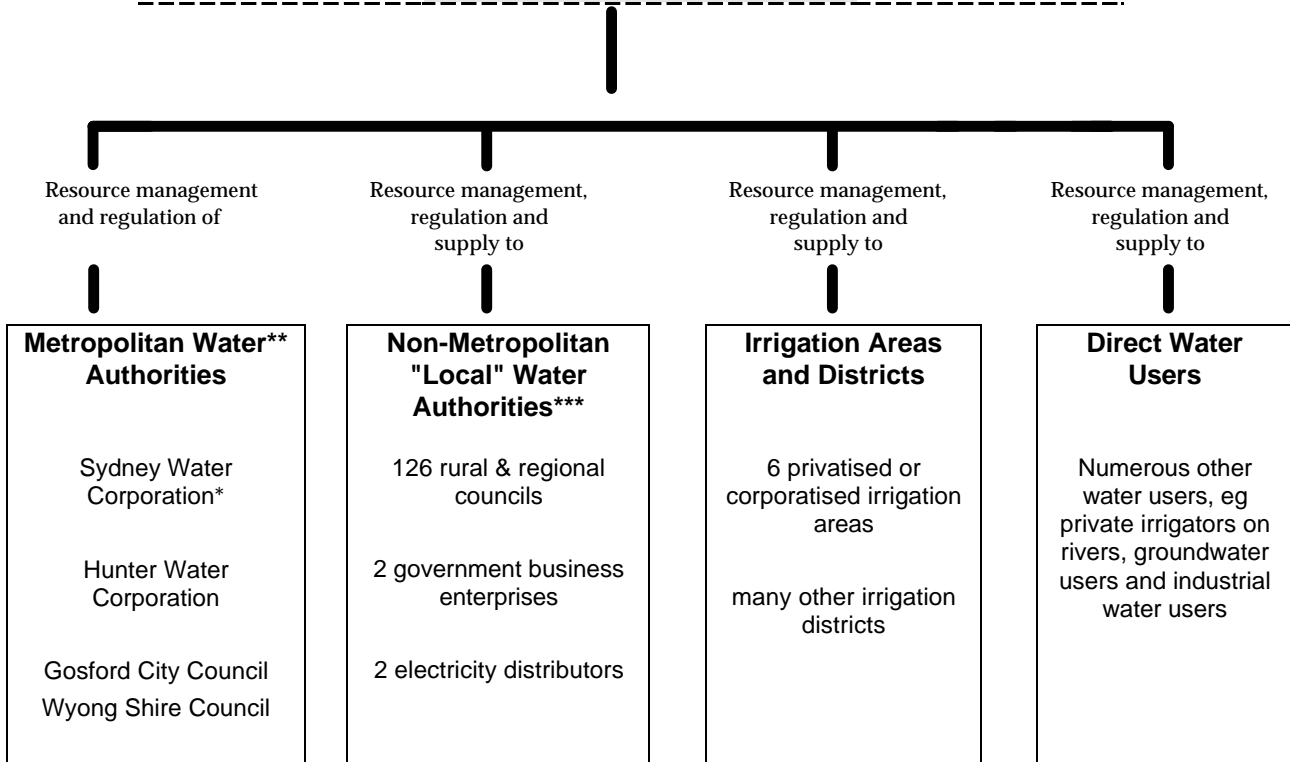 Resource management
and regulation of
Resource management,
regulation and
supply to
Resource management,
regulation and
supply to
Resource management,
regulation and
supply to
Metropolitan Water**
Authorities
Sydney Water
Corporation*
Hunter Water
Corporation
Gosford City Council
Wyong Shire Council
Non-Metropolitan
"Local" Water
Authorities***
126 rural & regional
councils
2 government business
enterprises
2 electricity distributors
Irrigation Areas
and Districts
6 privatised or
corporatised irrigation
areas
many other irrigation
districts
Direct Water
Users
Numerous other
water users, eg
private irrigators on
rivers, groundwater
users and industrial
water users